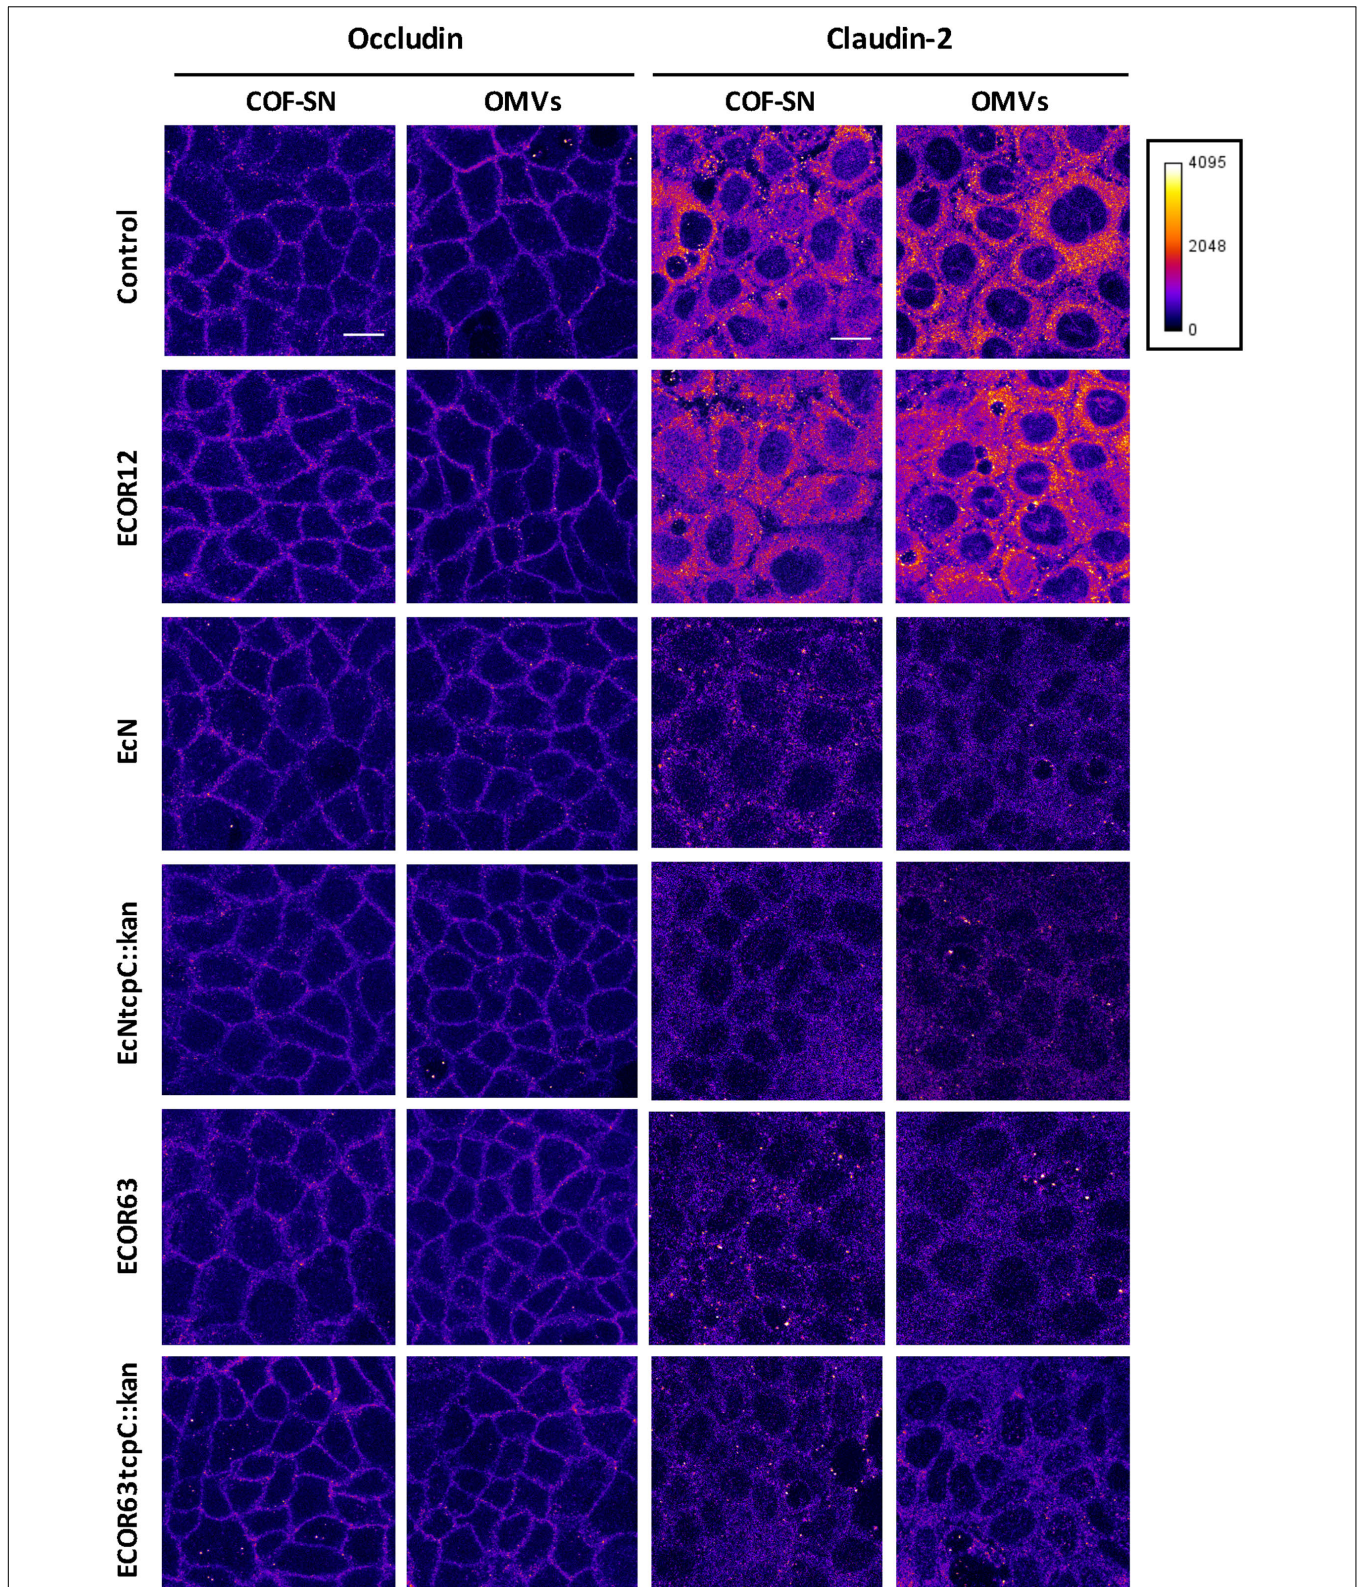 Occludin Claudin-2
COF-SN OMVs COF-SN OMVs
Control
4095
2048
0
ECOR12
EcN
EcNtcpC::kan
ECOR63
ECOR63tcpC::kan